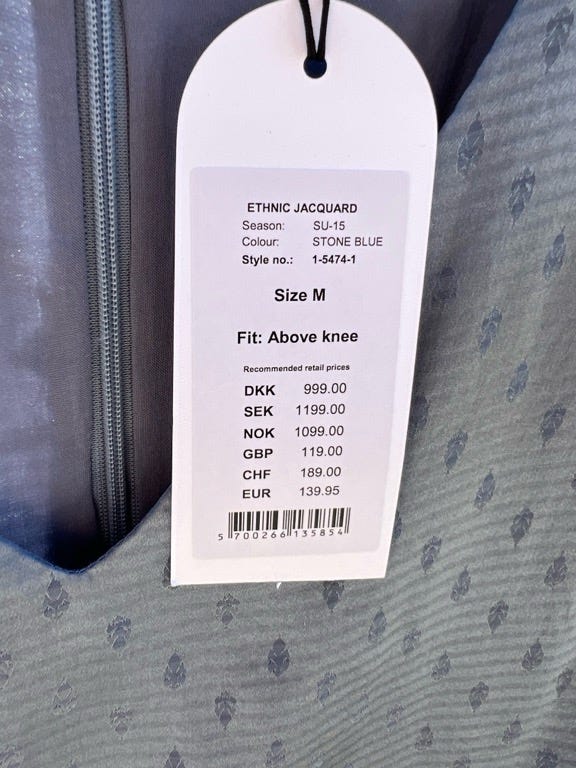 ETHNIC JACQUARD
Season: SU-15
Colour: STONE BLUE
Style no.: 1-5474-1
Size M
Fit: Above knee
Recommended retail prices
DKK 999.00
SEK 1199.00
NOK 1099.00
GBP 119.00
CHF 189.00
EUR 139.95
5 700266 135854